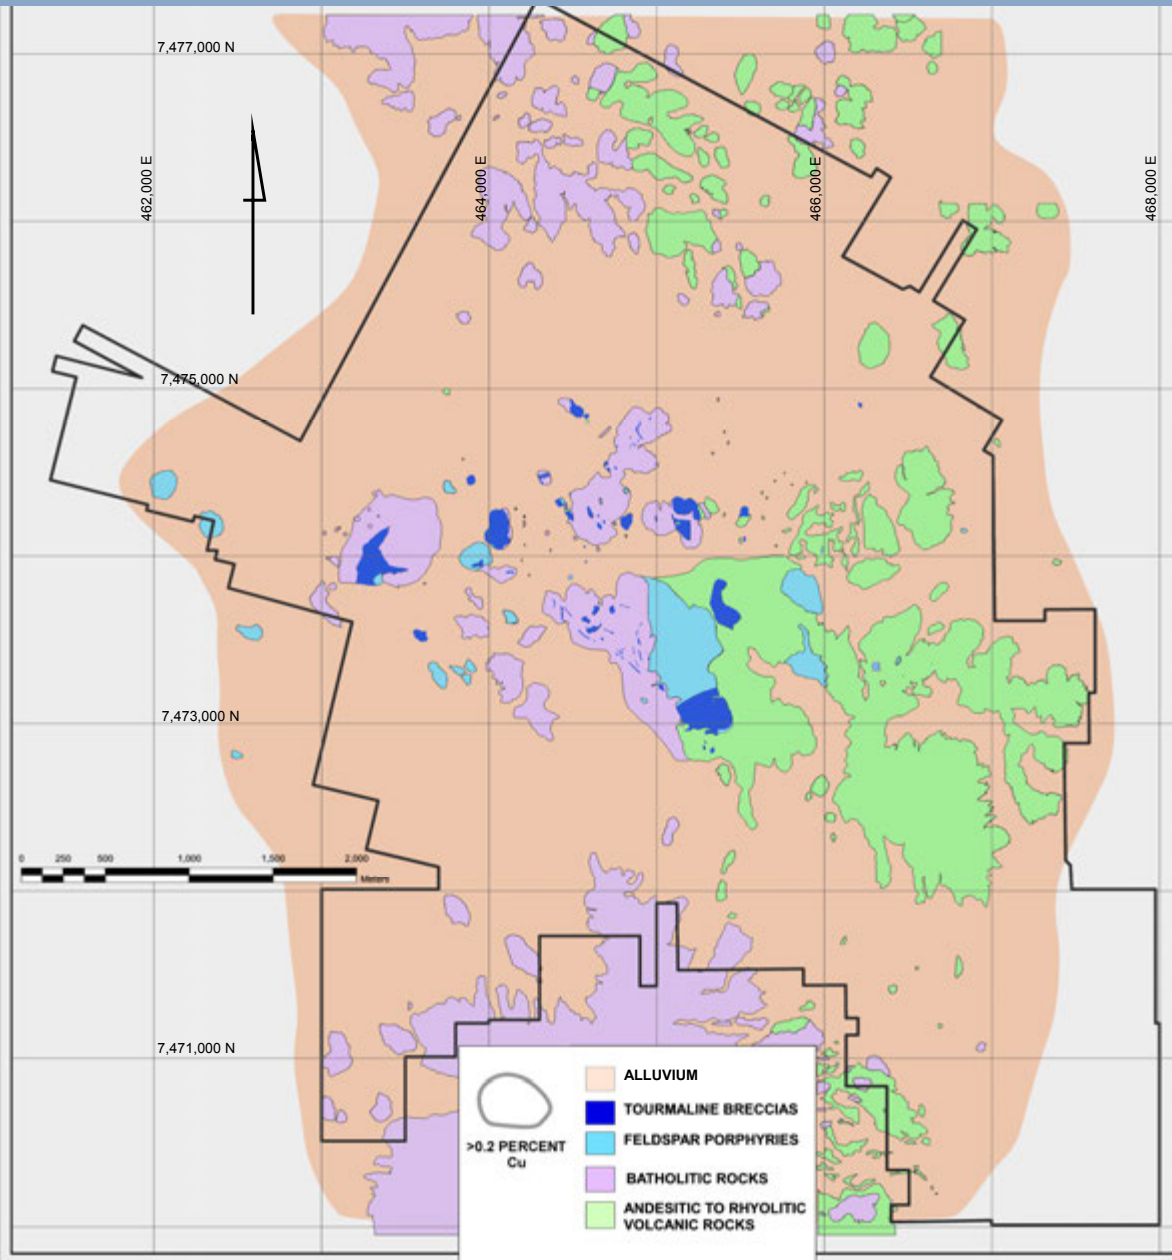 7,477,000 N
462,000 E
464,000 E
466,000 E
468,000 E
7,475,000 N
7,473,000 N
0 250 500 1,000 1,500 2,000
Meters
7,471,000 N
>0.2 PERCENT
Cu
ALLUVIUM
TOURMALINE BRECCIAS
FELDSPAR PORPHYRIES
BATHOLITIC ROCKS
ANDESITIC TO RHYOLITIC
VOLCANIC ROCKS